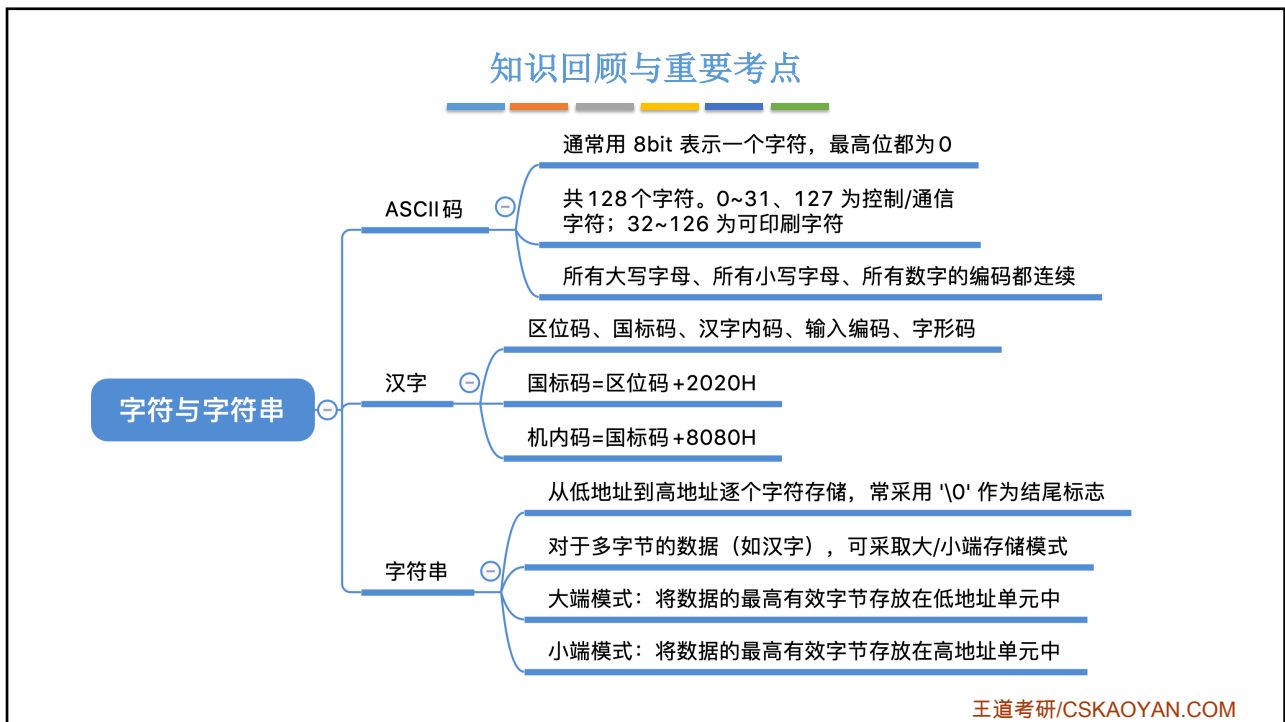 知识回顾与重要考点
通常用 8bit 表示一个字符，最高位都为0
ASCII码
共128个字符。0~31、127 为控制/通信
字符；32~126 为可印刷字符
所有大写字母、所有小写字母、所有数字的编码都连续
区位码、国标码、汉字内码、输入编码、字形码
汉字
国标码=区位码+2020H
字符与字符串
机内码=国标码+8080H
从低地址到高地址逐个字符存储，常采用 '\0' 作为结尾标志
对于多字节的数据（如汉字），可采取大/小端存储模式
字符串
大端模式：将数据的最高有效字节存放在低地址单元中
小端模式：将数据的最高有效字节存放在高地址单元中
王道考研/CSKAOYAN.COM